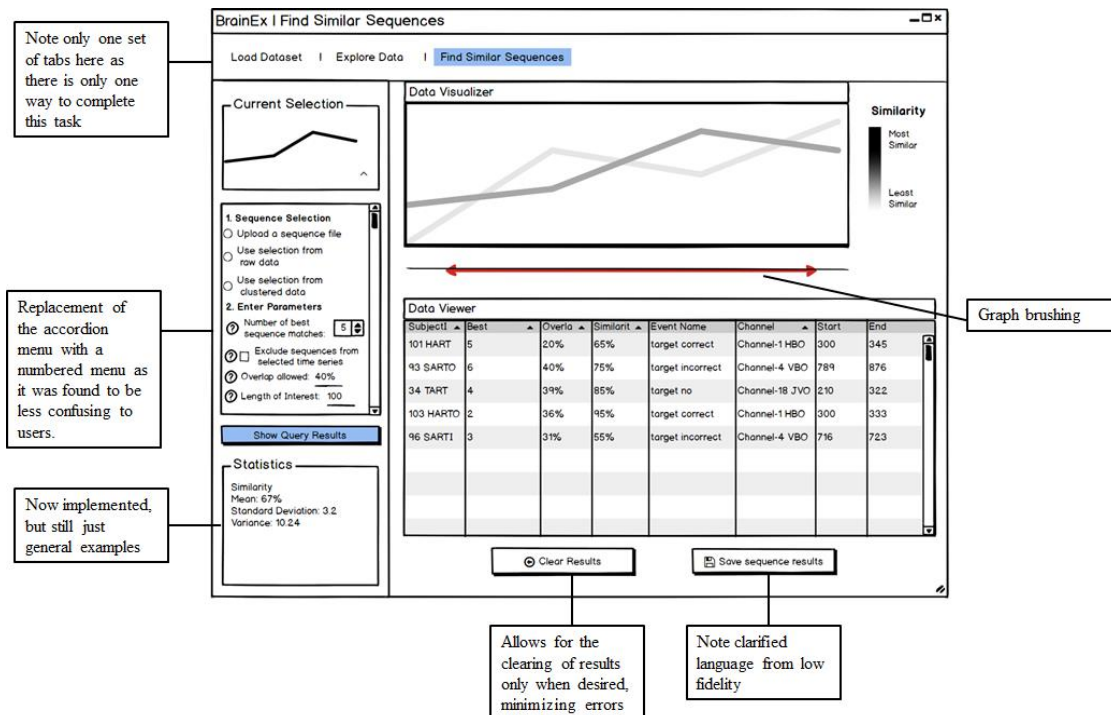 BrainEx | Find Similar Sequences
Load Dataset | Explore Data | Find Similar Sequences
Note only one set
of tabs here as
there is only one
way to complete
this task
Current Selection
1. Sequence Selection
Upload a sequence file
Use selection from
raw data
Use selection from
clustered data
2. Enter Parameters
Number of best
sequence matches: 5
Exclude sequences from
selected time series
Overlap allowed: 40%
Length of Interest: 100
Replacement of
the accordion
menu with a
numbered menu as
it was found to be
less confusing to
users.
Show Query Results
Statistics
Similarity
Mean: 67%
Standard Deviation: 3.2
Variance: 10.24
Now implemented,
but still just
general examples
Data Visualizer
Similarity
Most
Similar
Least
Similar
Graph brushing
Data Viewer
SubjectI Best Overla Similarit Event Name Channel Start End
101 HART 5 20% 65% target correct Channel-1 HBO 300 345
93 SARTO 6 40% 75% target incorrect Channel-4 VBO 789 876
34 TART 4 39% 85% target no Channel-18 JVO 210 322
103 HARTO 2 36% 95% target correct Channel-1 HBO 300 333
96 SARTI 3 31% 55% target incorrect Channel-4 VBO 716 723
Clear Results
Save sequence results
Allows for the
clearing of results
only when desired,
minimizing errors
Note clarified
language from low
fidelity